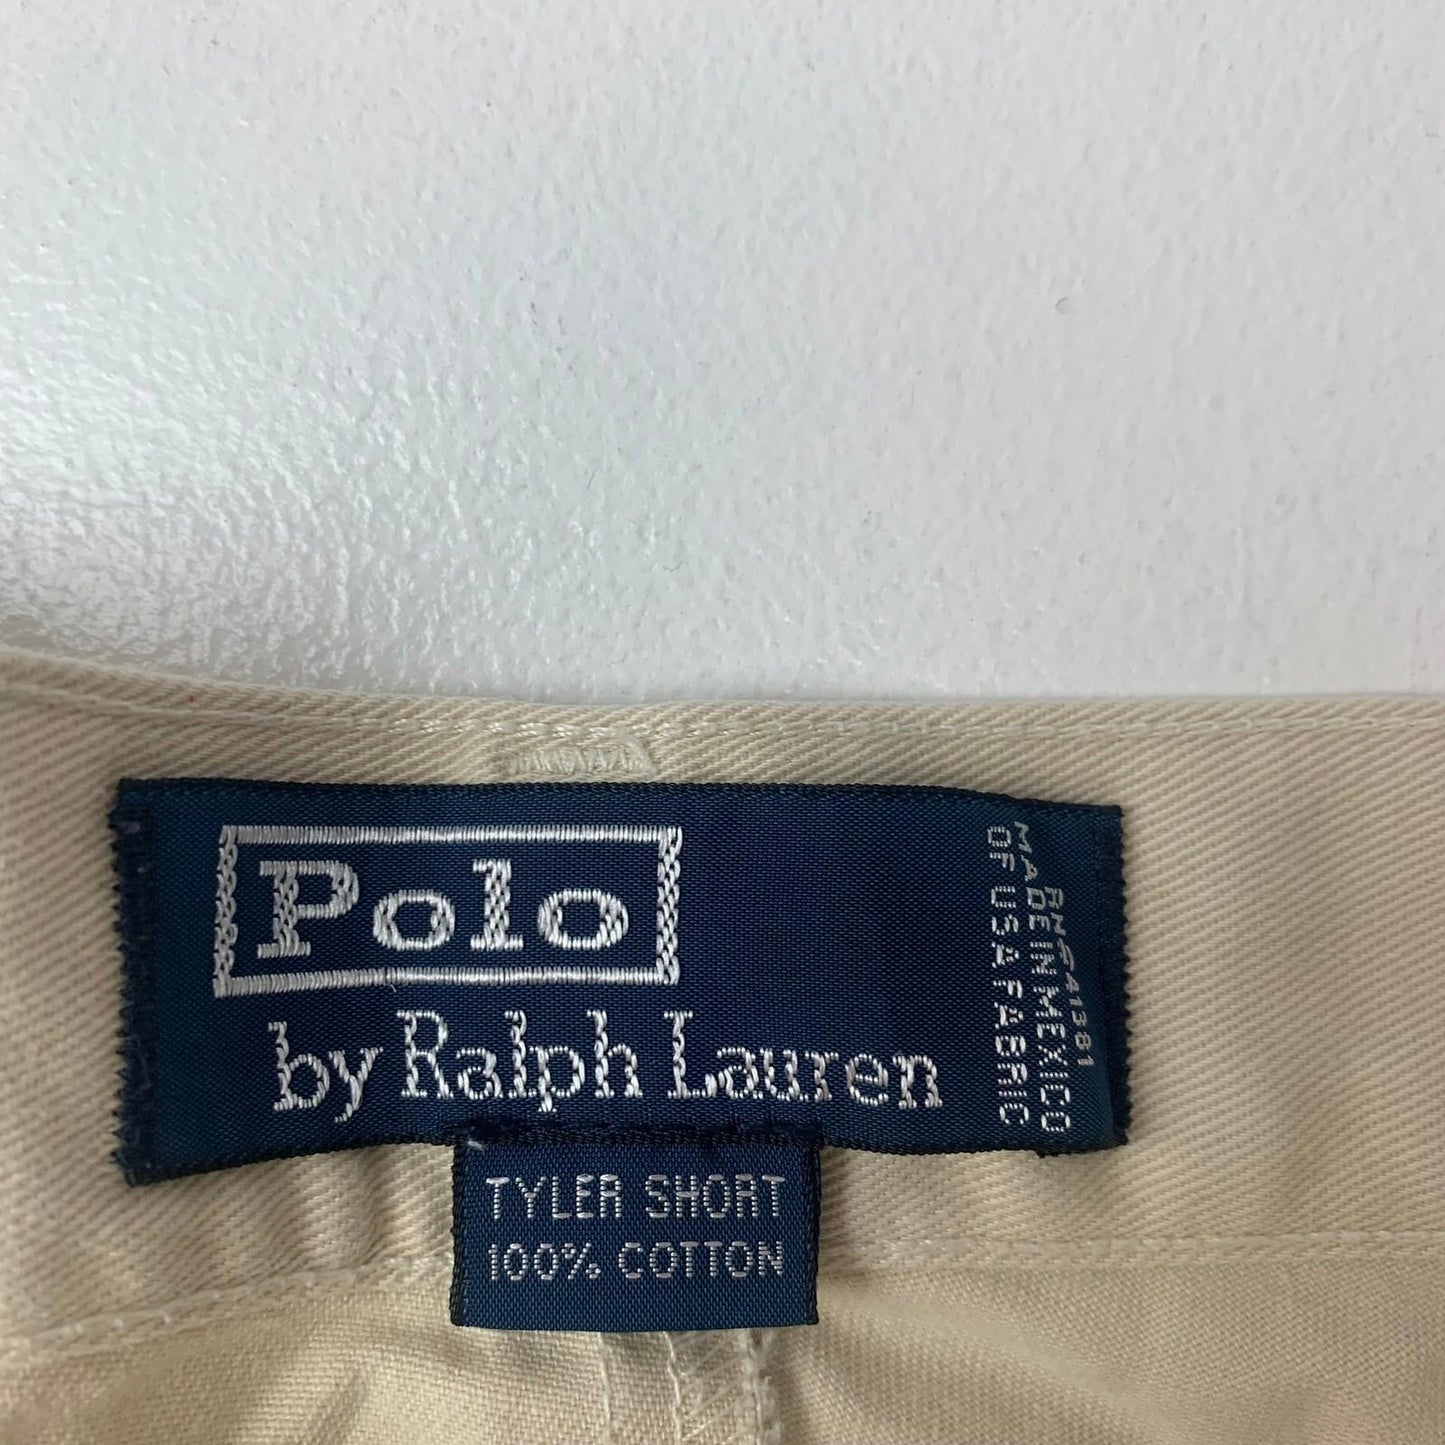 Polo
by Ralph Lauren
RN 41381
MADE IN MEXICO
OF USA FABRIC
TYLER SHORT
100% COTTON